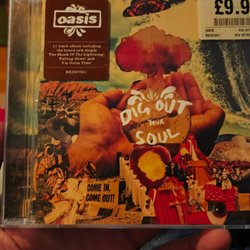 oasis
£9.9
11 track album including
the brand new single
'The Shock Of The Lightning',
'Falling Down' and
'I'm Outta Time'
RKIDCD51
DIG OUT
YOUR
SOUL
COME IN,
COME OUT!